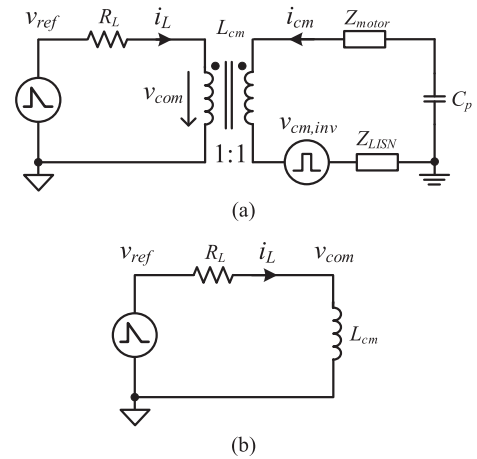 v_ref R_L i_L L_cm i_cm Z_motor
v_com v_cm,inv C_p
1:1 Z_LISN
(a)
v_ref R_L i_L v_com
L_cm
(b)